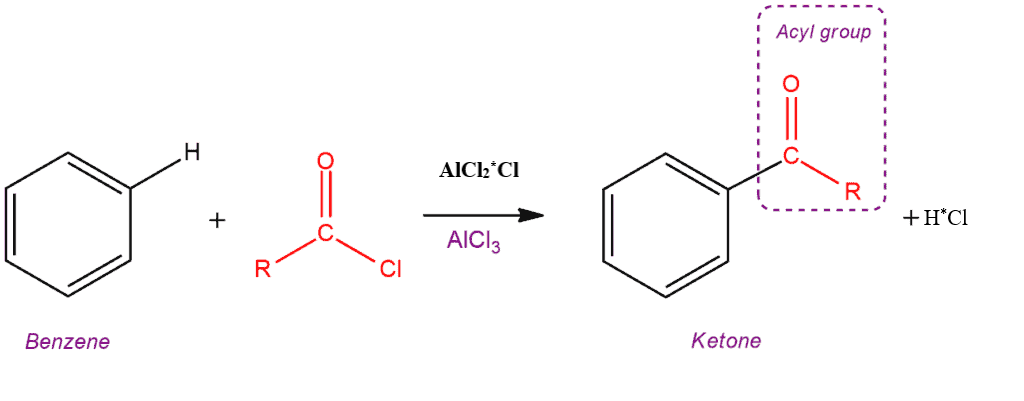 Acyl group
O
H
O
AlCl₂*Cl
C
R
+
C
AlCl₃
+ H*Cl
R
Cl
Benzene
Ketone